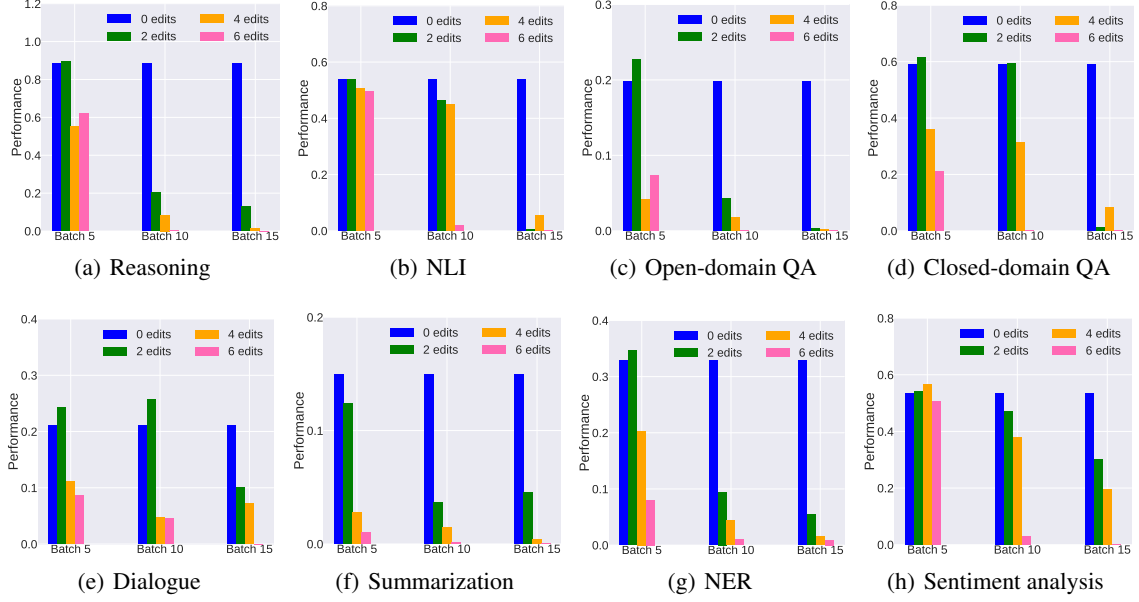 1.2
1.0
0.8
0.6
0.4
0.2
0.0
Performance
0 edits
2 edits
4 edits
6 edits
Batch 5
Batch 10
Batch 15
(a) Reasoning
0.8
0.6
0.4
0.2
0.0
Performance
0 edits
2 edits
4 edits
6 edits
Batch 5
Batch 10
Batch 15
(b) NLI
0.3
0.2
0.1
0.0
Performance
0 edits
2 edits
4 edits
6 edits
Batch 5
Batch 10
Batch 15
(c) Open-domain QA
0.8
0.6
0.4
0.2
0.0
Performance
0 edits
2 edits
4 edits
6 edits
Batch 5
Batch 10
Batch 15
(d) Closed-domain QA
0.4
0.3
0.2
0.1
0.0
Performance
0 edits
2 edits
4 edits
6 edits
Batch 5
Batch 10
Batch 15
(e) Dialogue
0.2
0.1
0.0
Performance
0 edits
2 edits
4 edits
6 edits
Batch 5
Batch 10
Batch 15
(f) Summarization
0.4
0.3
0.2
0.1
0.0
Performance
0 edits
2 edits
4 edits
6 edits
Batch 5
Batch 10
Batch 15
(g) NER
0.8
0.6
0.4
0.2
0.0
Performance
0 edits
2 edits
4 edits
6 edits
Batch 5
Batch 10
Batch 15
(h) Sentiment analysis